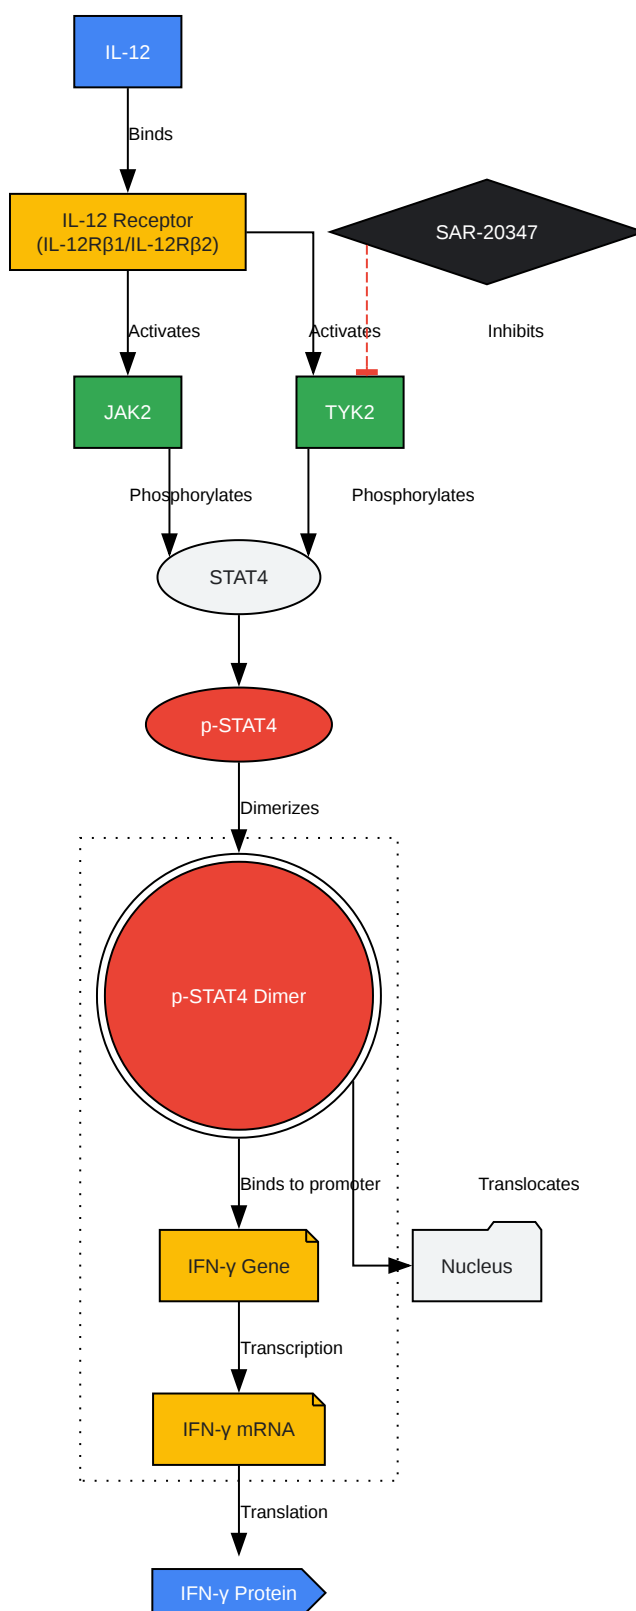 IL-12
Binds
IL-12 Receptor
(IL-12Rβ1/IL-12Rβ2)
SAR-20347
Activates
Activates
Inhibits
JAK2
TYK2
Phosphorylates
Phosphorylates
STAT4
p-STAT4
Dimerizes
p-STAT4 Dimer
Binds to promoter
Translocates
IFN-γ Gene
Nucleus
Transcription
IFN-γ mRNA
Translation
IFN-γ Protein